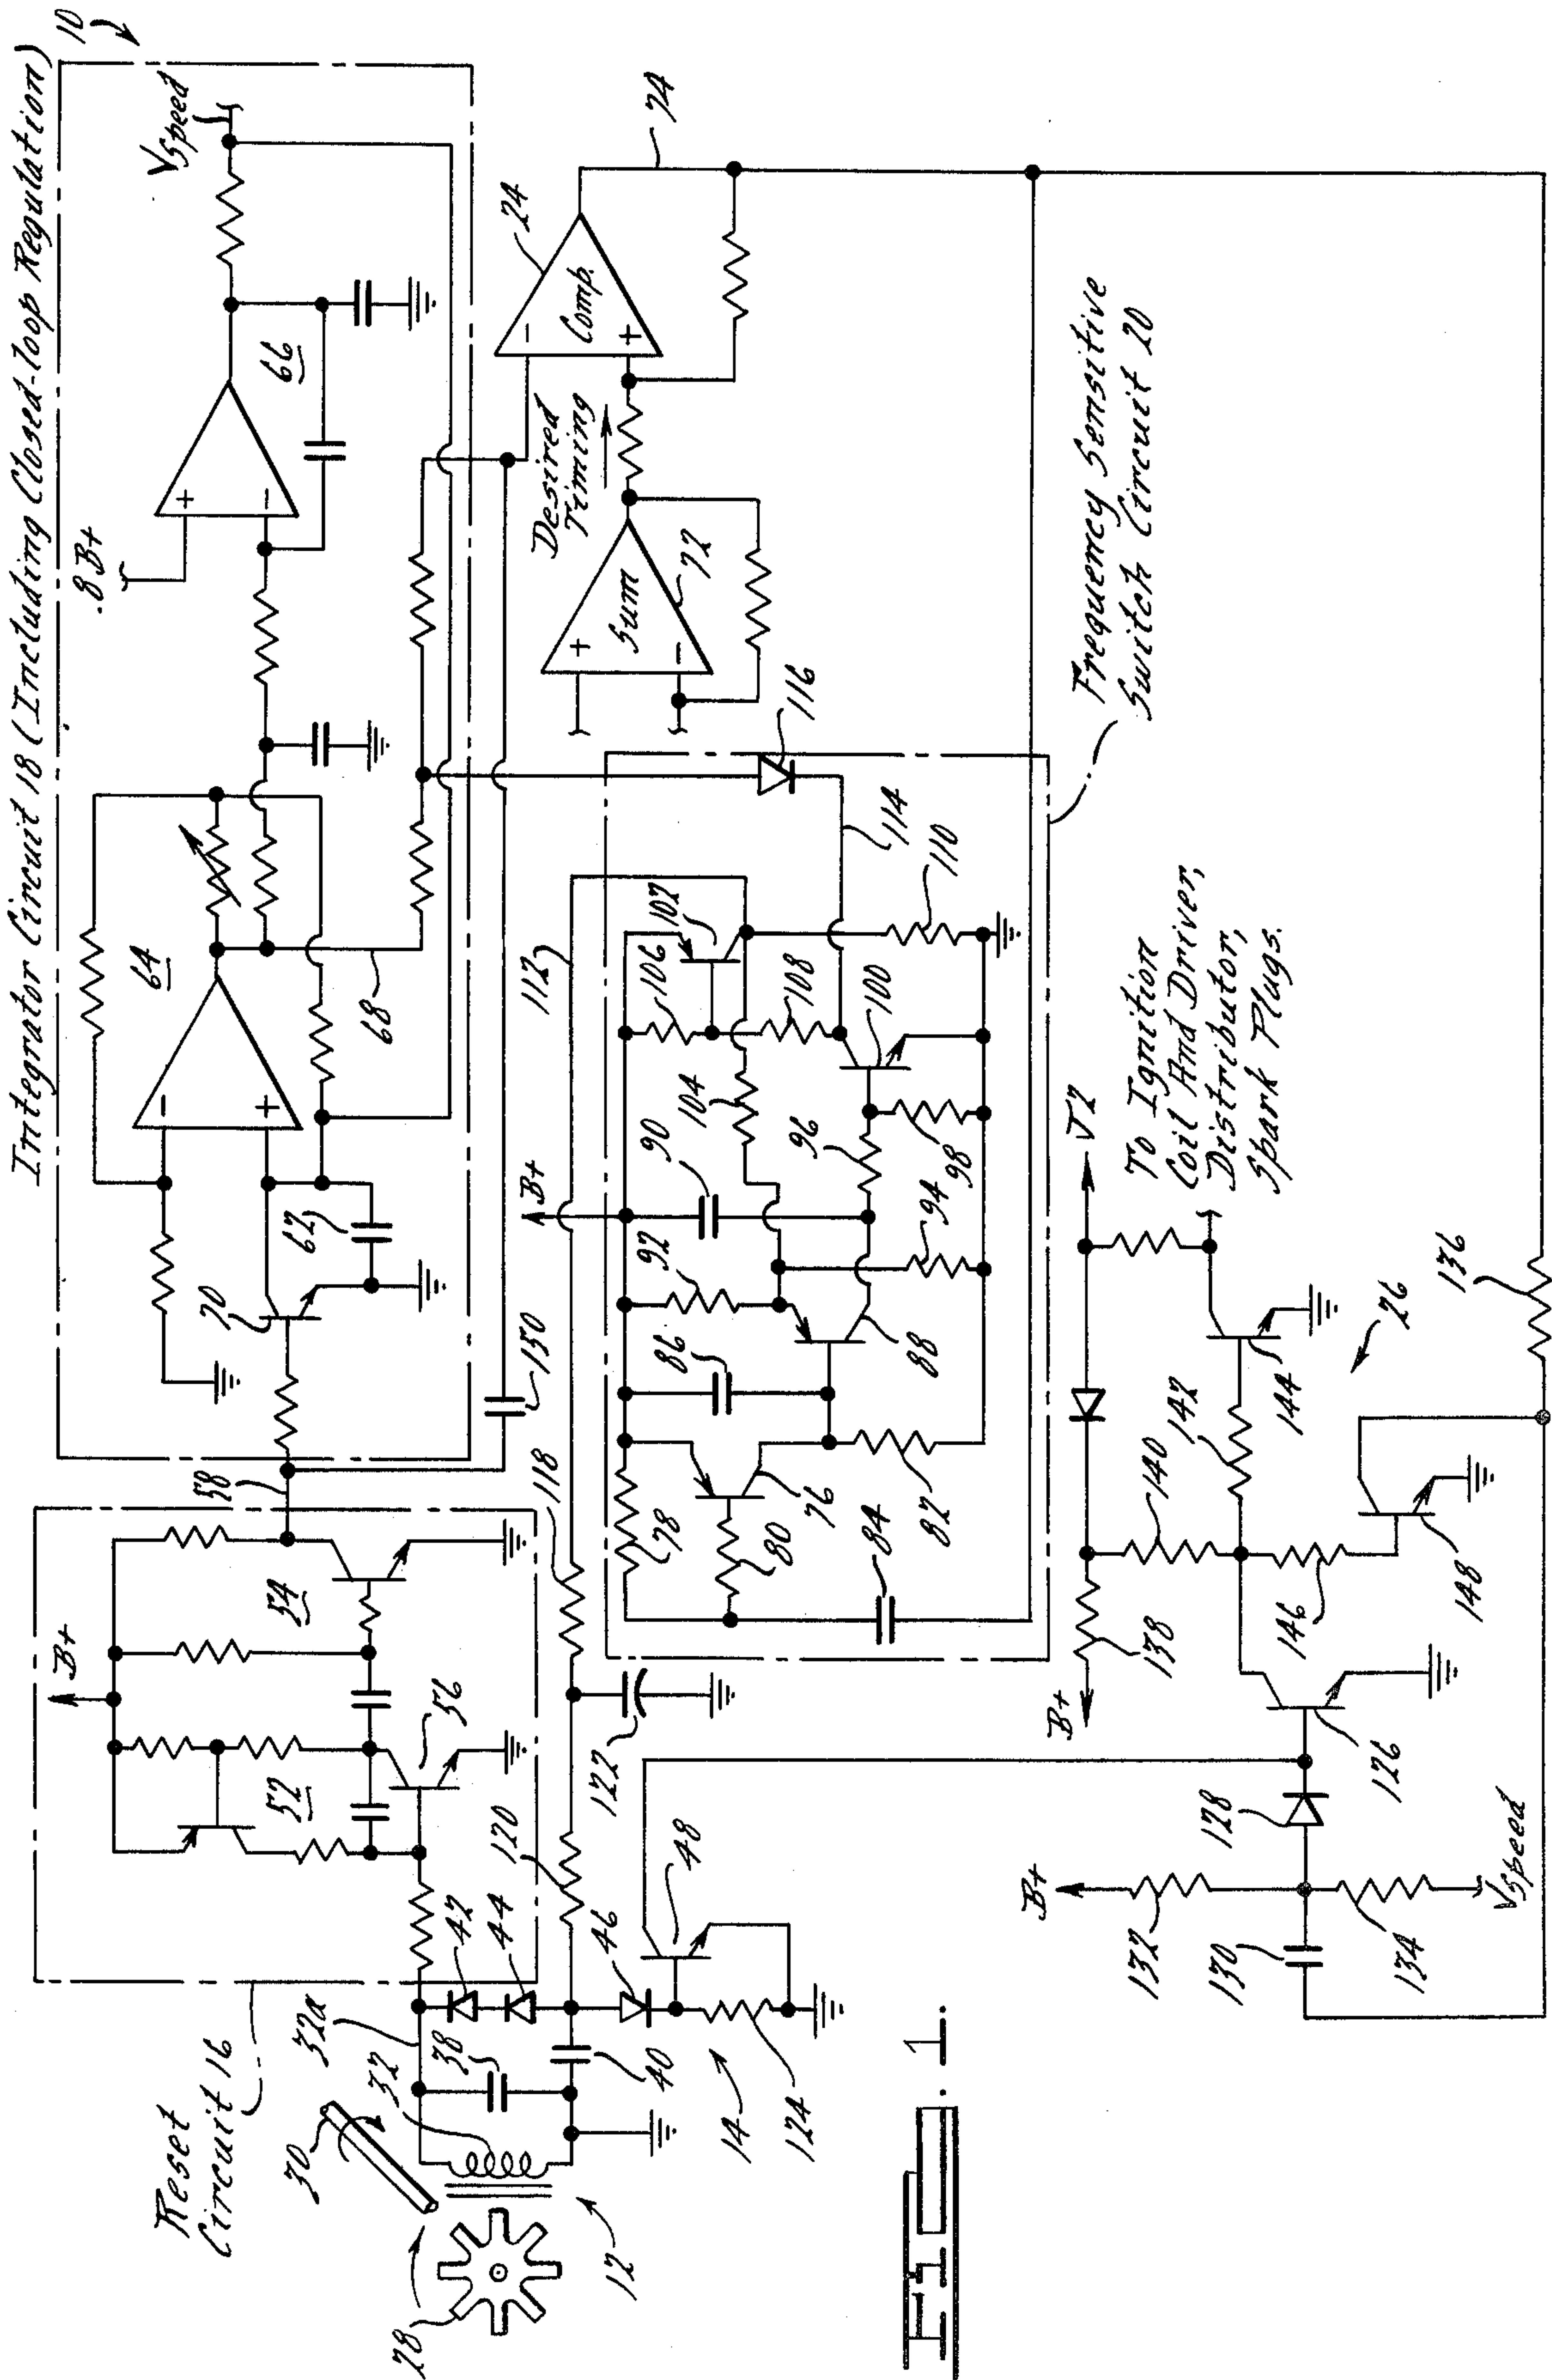 Integrator Circuit 18 (Including Closed-loop Regulation)
10
.8 B+
VSpeed
64
66
62
70
68
58
Reset
Circuit 16
B+
52
54
56
30
32a
32
38
42
44
40
46
48
14
124
12
28
118
120
122
150
112
Desired
Timing
Sum
72
Comp.
24
74
116
114
Frequency Sensitive
Switch Circuit 20
B+
78
80
76
82
84
86
88
92
90
94
96
98
104
106
102
108
100
110
B+
138
140
142
144
J2
To Ignition
Coil And Driver,
Distributor,
Spark Plugs.
146
148
26
136
126
128
B+
132
130
134
VSpeed
Fig. 1.